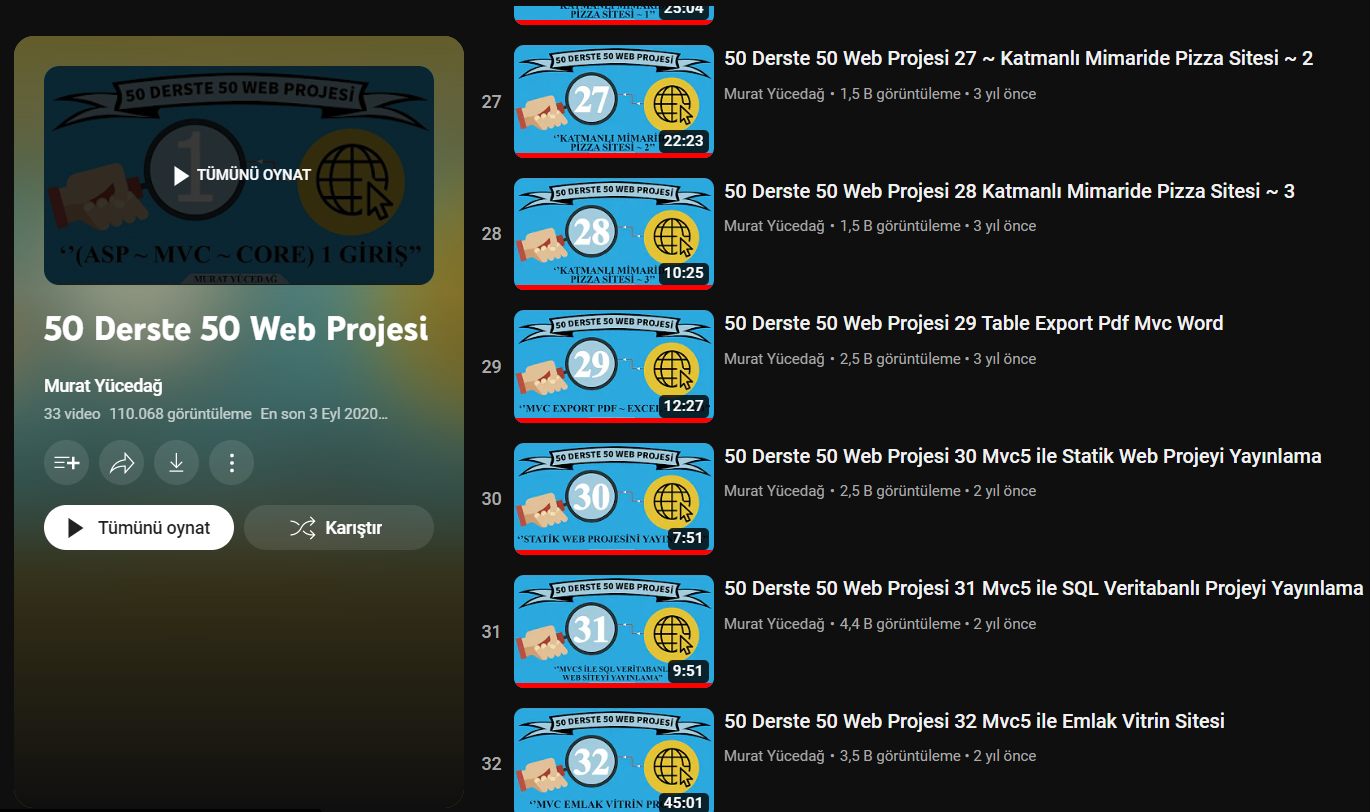 50 DERSTE 50 WEB PROJESİ
1
TÜMÜNÜ OYNAT
‘’(ASP ~ MVC ~ CORE) 1 GİRİŞ”
MURAT YÜCEDAĞ
50 Derste 50 Web Projesi
Murat Yücedağ
33 video 110.068 görüntüleme En son 3 Eyl 2020...
Tümünü oynat
Karıştır
‘’KATMANLI MİMARİ
PİZZA SİTESİ ~ 1’’
25:04
27
50 DERSTE 50 WEB PROJESİ
27
‘’KATMANLI MİMARİ
PİZZA SİTESİ ~ 2’’
22:23
50 Derste 50 Web Projesi 27 ~ Katmanlı Mimaride Pizza Sitesi ~ 2
Murat Yücedağ • 1,5 B görüntüleme • 3 yıl önce
28
50 DERSTE 50 WEB PROJESİ
28
‘’KATMANLI MİMARİ
PİZZA SİTESİ ~ 3’’
10:25
50 Derste 50 Web Projesi 28 Katmanlı Mimaride Pizza Sitesi ~ 3
Murat Yücedağ • 1,5 B görüntüleme • 3 yıl önce
29
50 DERSTE 50 WEB PROJESİ
29
‘’MVC EXPORT PDF ~ EXCE
12:27
50 Derste 50 Web Projesi 29 Table Export Pdf Mvc Word
Murat Yücedağ • 2,5 B görüntüleme • 3 yıl önce
30
50 DERSTE 50 WEB PROJESİ
30
‘’STATİK WEB PROJESİNİ YAYI
7:51
50 Derste 50 Web Projesi 30 Mvc5 ile Statik Web Projeyi Yayınlama
Murat Yücedağ • 2,5 B görüntüleme • 2 yıl önce
31
50 DERSTE 50 WEB PROJESİ
31
‘’MVC5 İLE SQL VERİTABANL
WEB SİTEYİ YAYINLAMA’’
9:51
50 Derste 50 Web Projesi 31 Mvc5 ile SQL Veritabanlı Projeyi Yayınlama
Murat Yücedağ • 4,4 B görüntüleme • 2 yıl önce
32
50 DERSTE 50 WEB PROJESİ
32
‘’MVC EMLAK VİTRİN PR
45:01
50 Derste 50 Web Projesi 32 Mvc5 ile Emlak Vitrin Sitesi
Murat Yücedağ • 3,5 B görüntüleme • 2 yıl önce